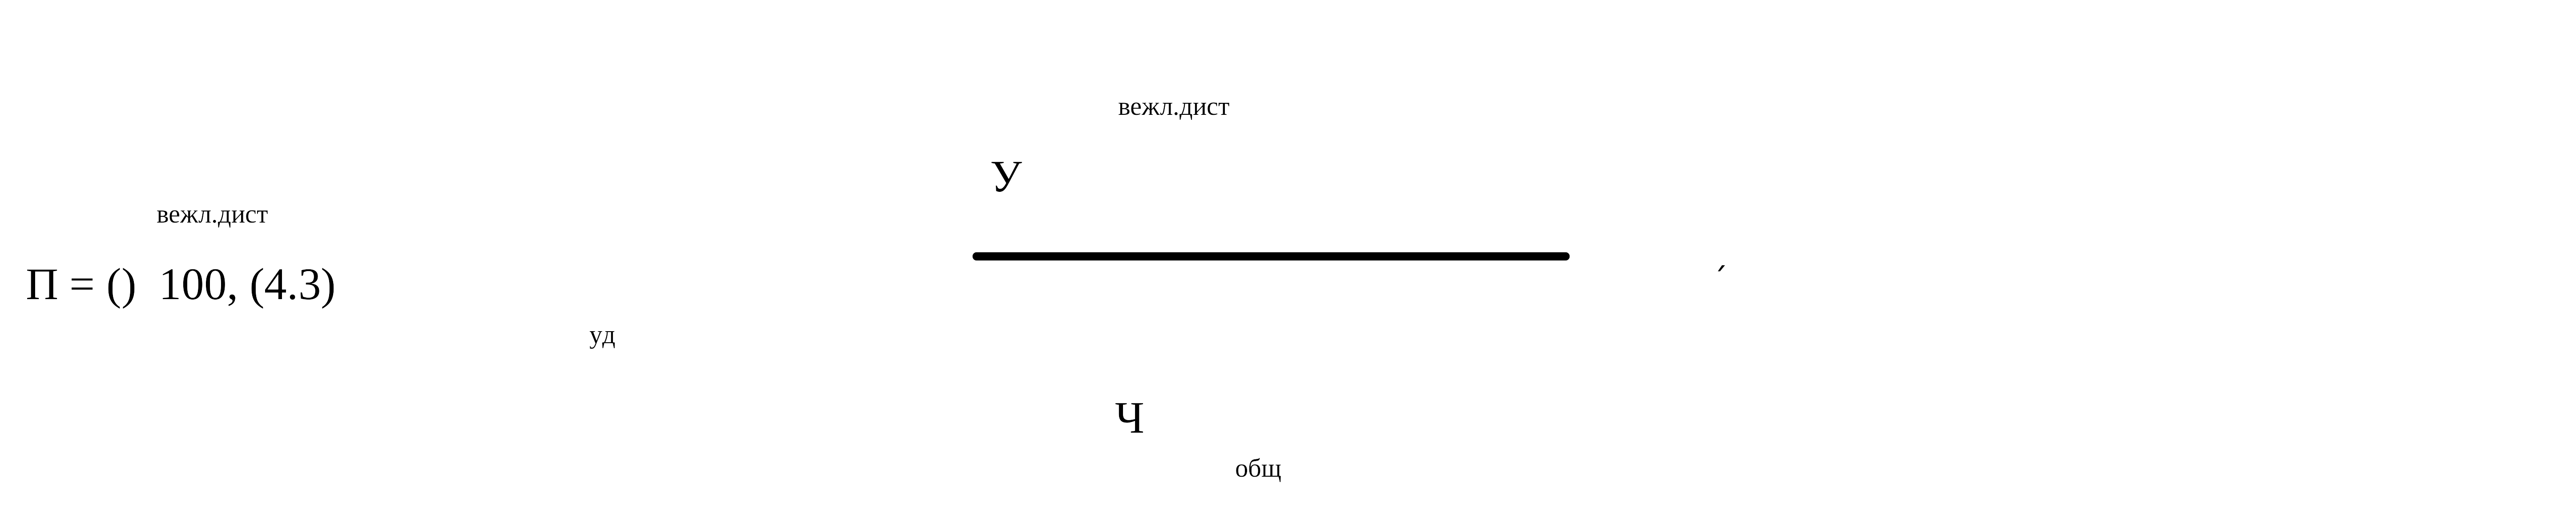 вежл.дист
У
вежл.дист
П = () 100, (4.3)
уд
Ч
общ